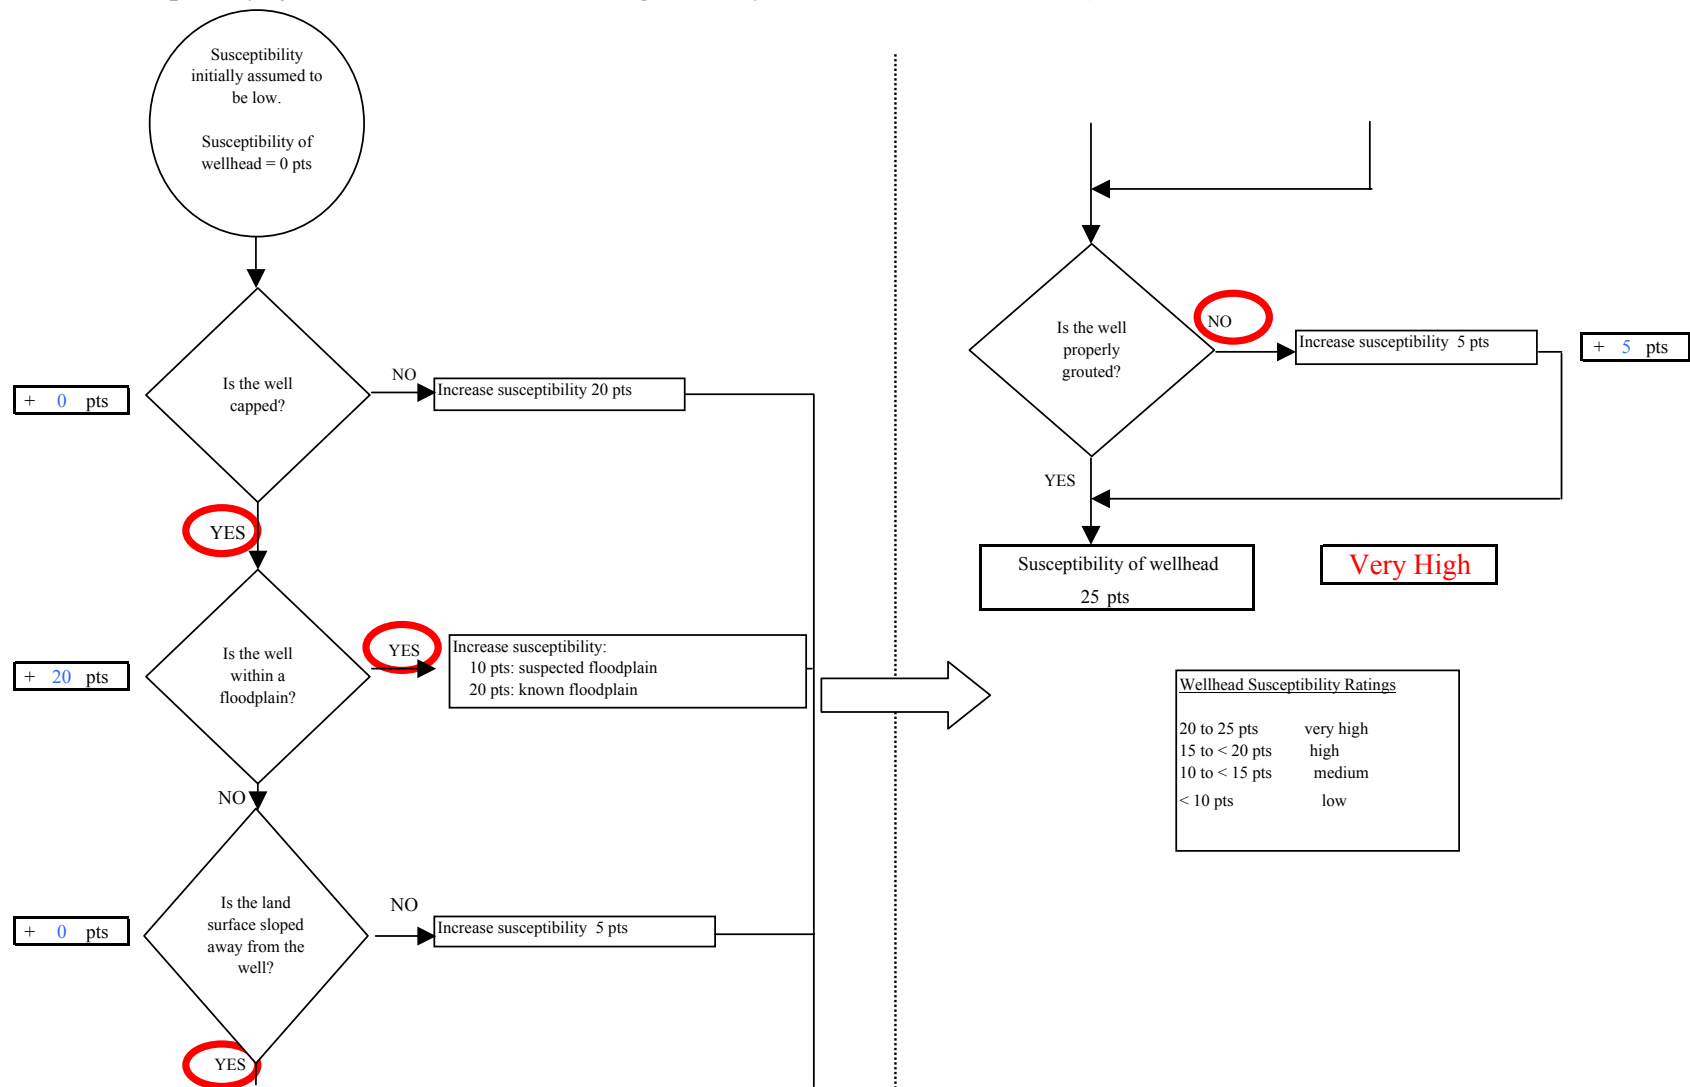 Susceptibility
initially assumed to
be low.
Susceptibility of
wellhead = 0 pts
Is the well
capped?
NO
Increase susceptibility 20 pts
+ 0 pts
YES
Is the well
within a
floodplain?
YES
Increase susceptibility:
10 pts: suspected floodplain
20 pts: known floodplain
+ 20 pts
NO
Is the land
surface sloped
away from the
well?
NO
Increase susceptibility 5 pts
+ 0 pts
YES
Is the well
properly
grouted?
NO
Increase susceptibility 5 pts
+ 5 pts
YES
Susceptibility of wellhead
25 pts
Very High
Wellhead Susceptibility Ratings
20 to 25 pts very high
15 to < 20 pts high
10 to < 15 pts medium
< 10 pts low